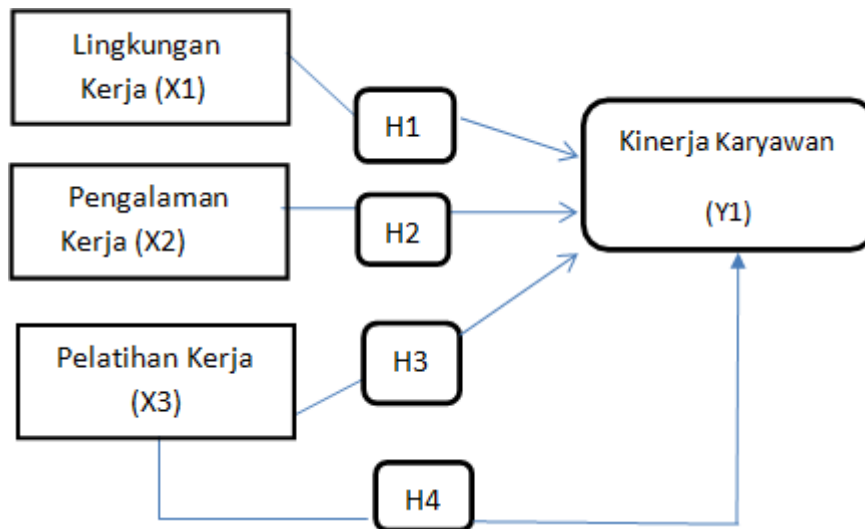 Lingkungan
Kerja (X1)
H1
Kinerja Karyawan
(Y1)
Pengalaman
Kerja (X2)
H2
Pelatihan Kerja
(X3)
H3
H4